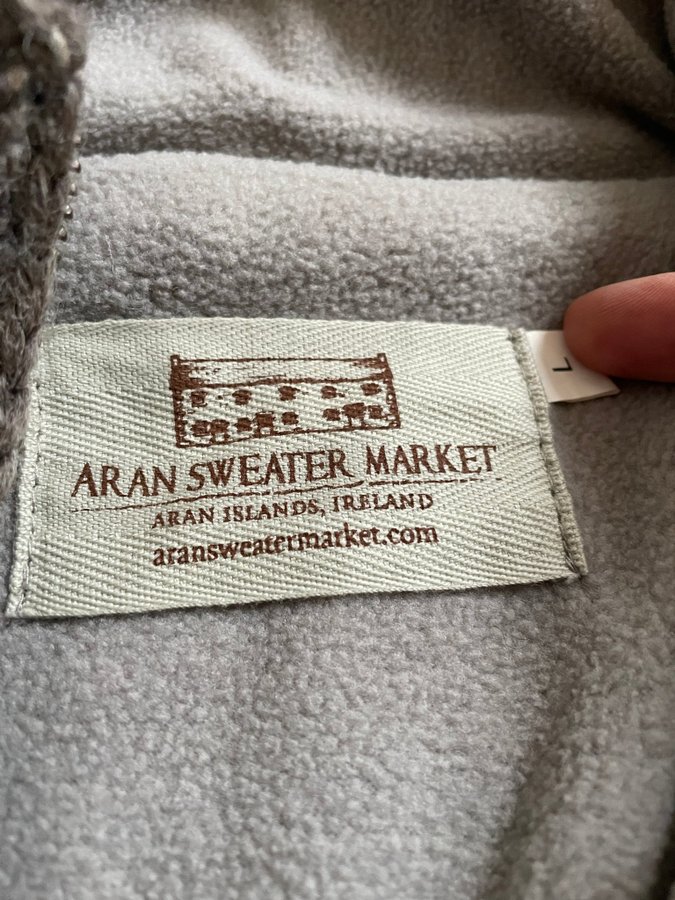 ARAN SWEATER MARKET
ARAN ISLANDS, IRELAND
aransweatermarket.com
L